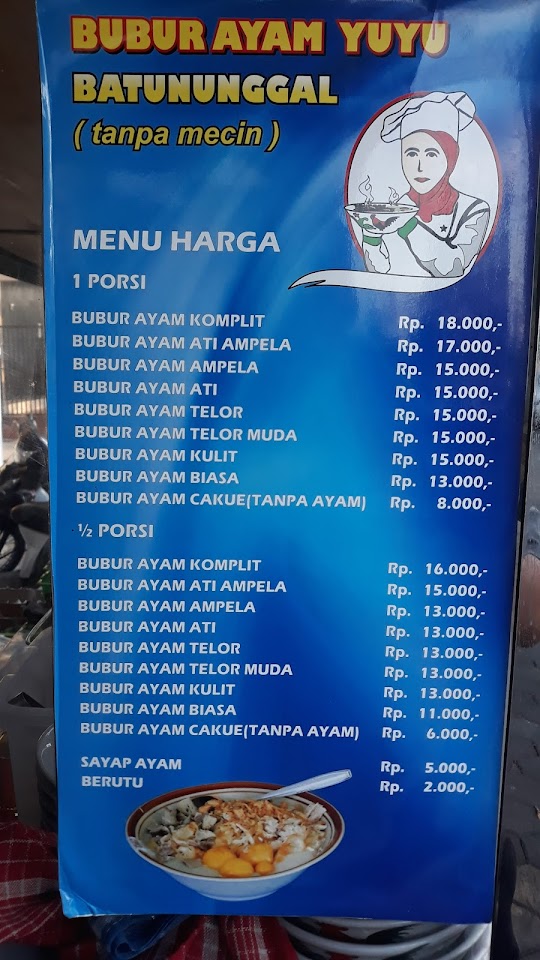 BUBUR AYAM YUYU
BATUNUNGGAL
( tanpa mecin )
MENU HARGA
1 PORSI
BUBUR AYAM KOMPLIT Rp. 18.000,-
BUBUR AYAM ATI AMPELA Rp. 17.000,-
BUBUR AYAM AMPELA Rp. 15.000,-
BUBUR AYAM ATI Rp. 15.000,-
BUBUR AYAM TELOR Rp. 15.000,-
BUBUR AYAM TELOR MUDA Rp. 15.000,-
BUBUR AYAM KULIT Rp. 15.000,-
BUBUR AYAM BIASA Rp. 13.000,-
BUBUR AYAM CAKUE(TANPA AYAM) Rp. 8.000,-
½ PORSI
BUBUR AYAM KOMPLIT Rp. 16.000,-
BUBUR AYAM ATI AMPELA Rp. 15.000,-
BUBUR AYAM AMPELA Rp. 13.000,-
BUBUR AYAM ATI Rp. 13.000,-
BUBUR AYAM TELOR Rp. 13.000,-
BUBUR AYAM TELOR MUDA Rp. 13.000,-
BUBUR AYAM KULIT Rp. 13.000,-
BUBUR AYAM BIASA Rp. 11.000,-
BUBUR AYAM CAKUE(TANPA AYAM) Rp. 6.000,-
SAYAP AYAM Rp. 5.000,-
BERUTU Rp. 2.000,-